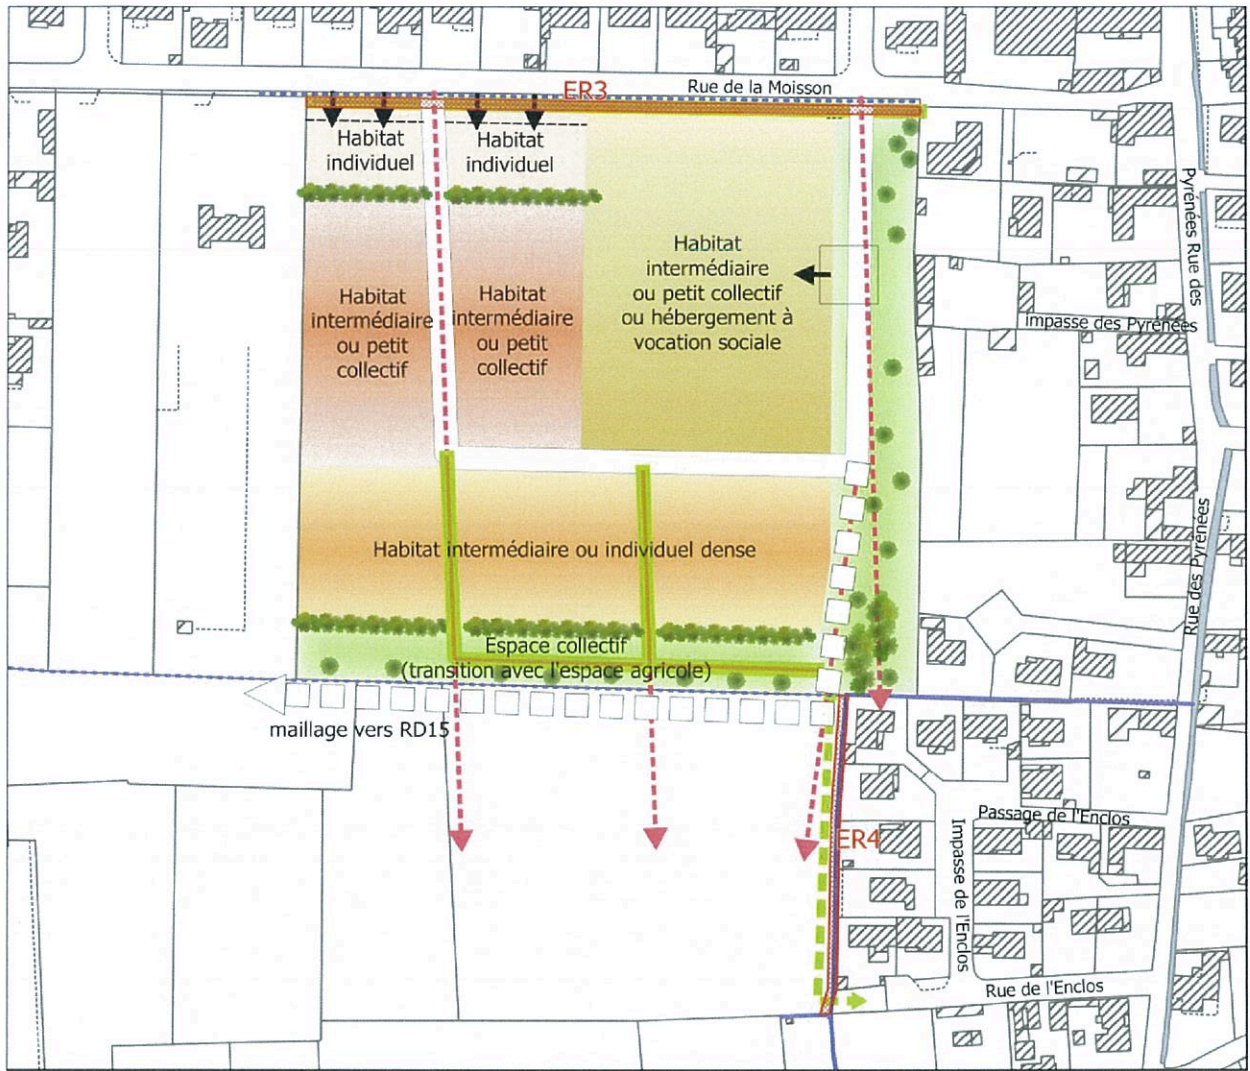 ER3
Rue de la Moisson
Habitat
individuel
Habitat
individuel
Habitat
intermédiaire
ou petit
collectif
Habitat
intermédiaire
ou petit
collectif
Habitat
intermédiaire
ou petit collectif
ou hébergement à
vocation sociale
Pyrénées Rue des
Impasse des Pyrénées
Rue des Pyrénées
Habitat intermédiaire ou individuel dense
Espace collectif
(transition avec l'espace agricole)
maillage vers RD15
ER4
Passage de l'Enclos
Impasse de l'Enclos
Rue de l'Enclos